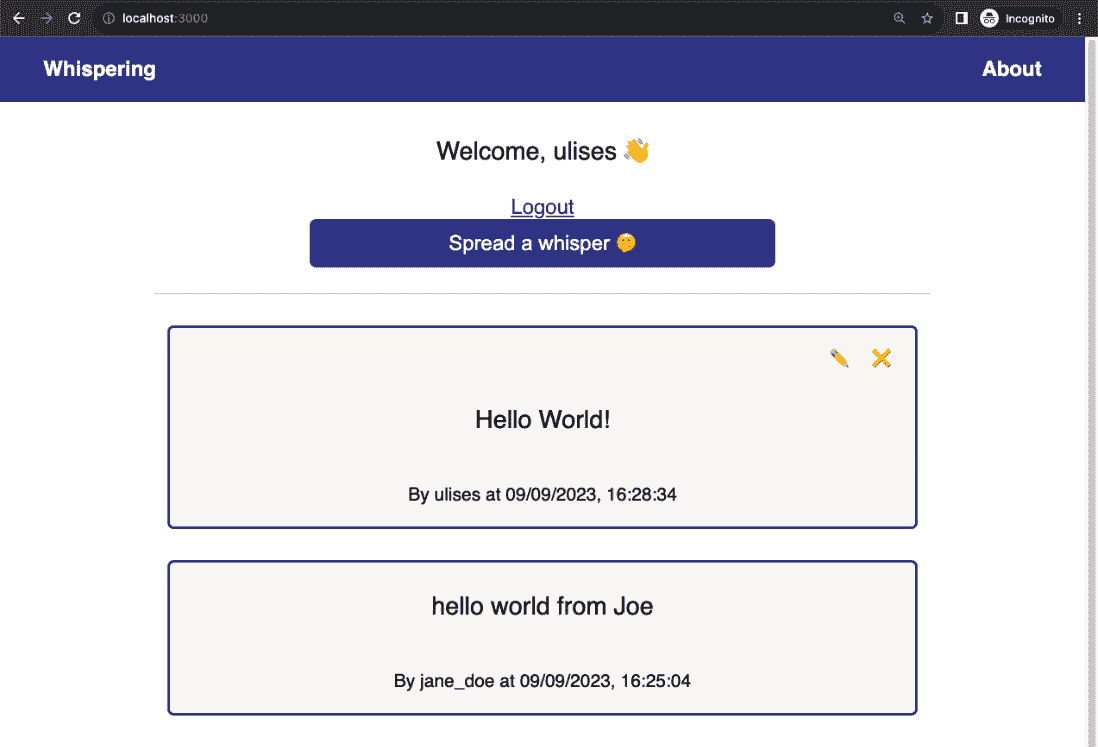 localhost:3000
Incognito
Whispering
About
Welcome, ulises 👋
Logout
Spread a whisper 🤭
Hello World!
By ulises at 09/09/2023, 16:28:34
hello world from Joe
By jane_doe at 09/09/2023, 16:25:04